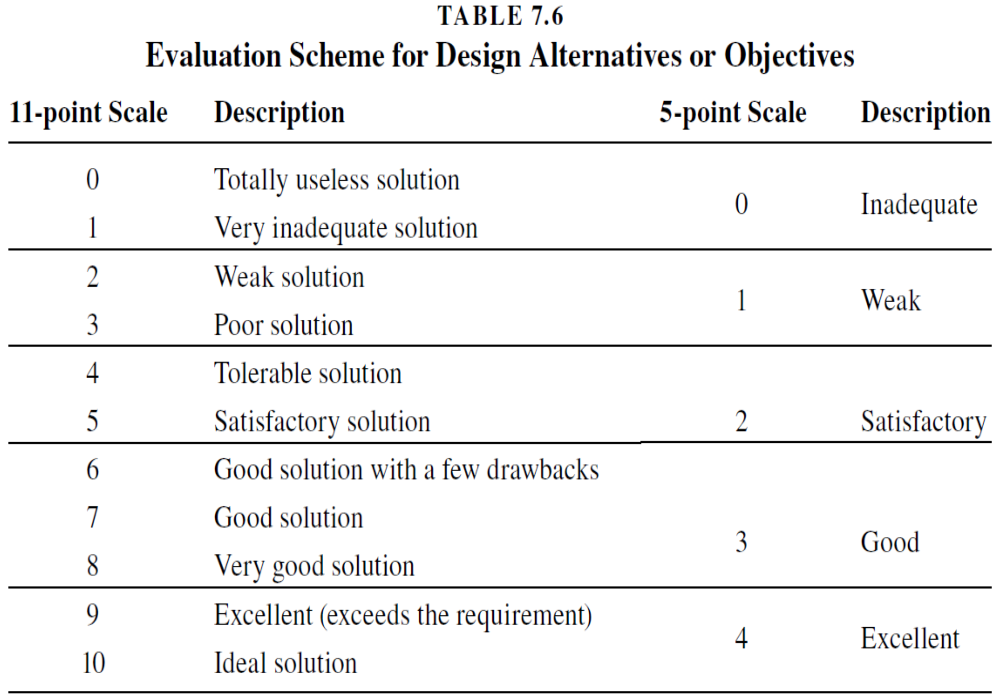 TABLE 7.6
Evaluation Scheme for Design Alternatives or Objectives
11-point Scale Description 5-point Scale Description
0 Totally useless solution
0 Inadequate
1 Very inadequate solution
2 Weak solution
1 Weak
3 Poor solution
4 Tolerable solution
5 Satisfactory solution 2 Satisfactory
6 Good solution with a few drawbacks
7 Good solution
3 Good
8 Very good solution
9 Excellent (exceeds the requirement)
4 Excellent
10 Ideal solution